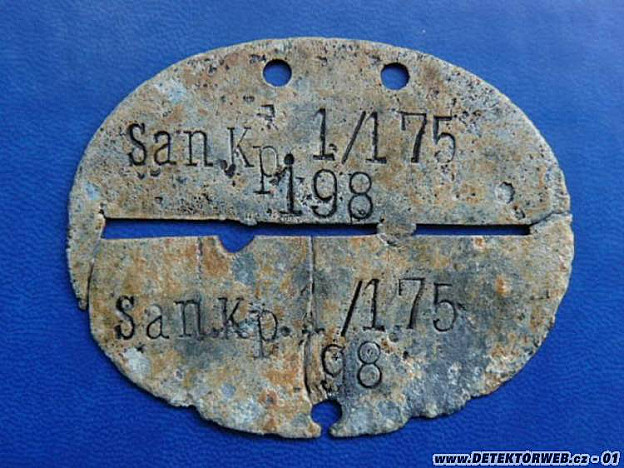 San.Kp. 1/175
198
San.Kp. /175
98
www.DETEKTORWEB.cz - 01